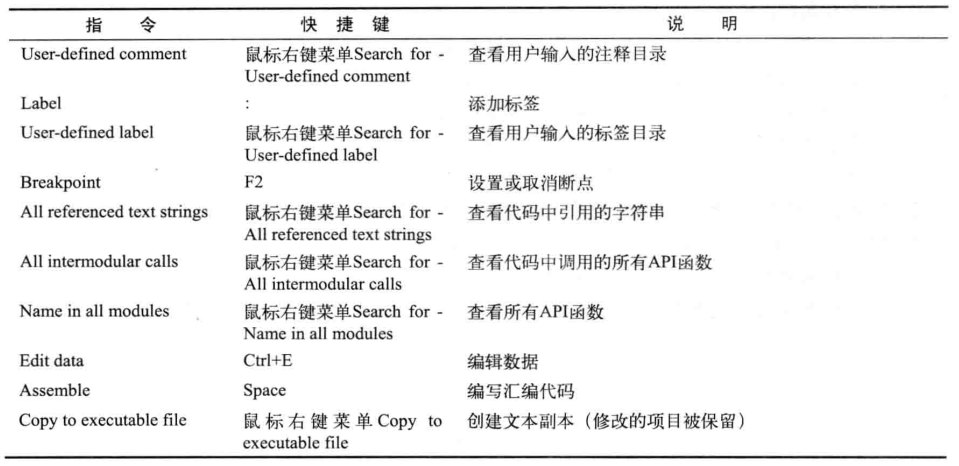 指 令 快 捷 键 说 明
User-defined comment 鼠标右键菜单Search for - 查看用户输入的注释目录
User-defined comment
Label : 添加标签
User-defined label 鼠标右键菜单Search for - 查看用户输入的标签目录
User-defined label
Breakpoint F2 设置或取消断点
All referenced text strings 鼠标右键菜单Search for - 查看代码中引用的字符串
All referenced text strings
All intermodular calls 鼠标右键菜单Search for - 查看代码中调用的所有API函数
All intermodular calls
Name in all modules 鼠标右键菜单Search for - 查看所有API函数
Name in all modules
Edit data Ctrl+E 编辑数据
Assemble Space 编写汇编代码
Copy to executable file 鼠标右键菜单Copy to 创建文本副本（修改的项目被保留）
executable file